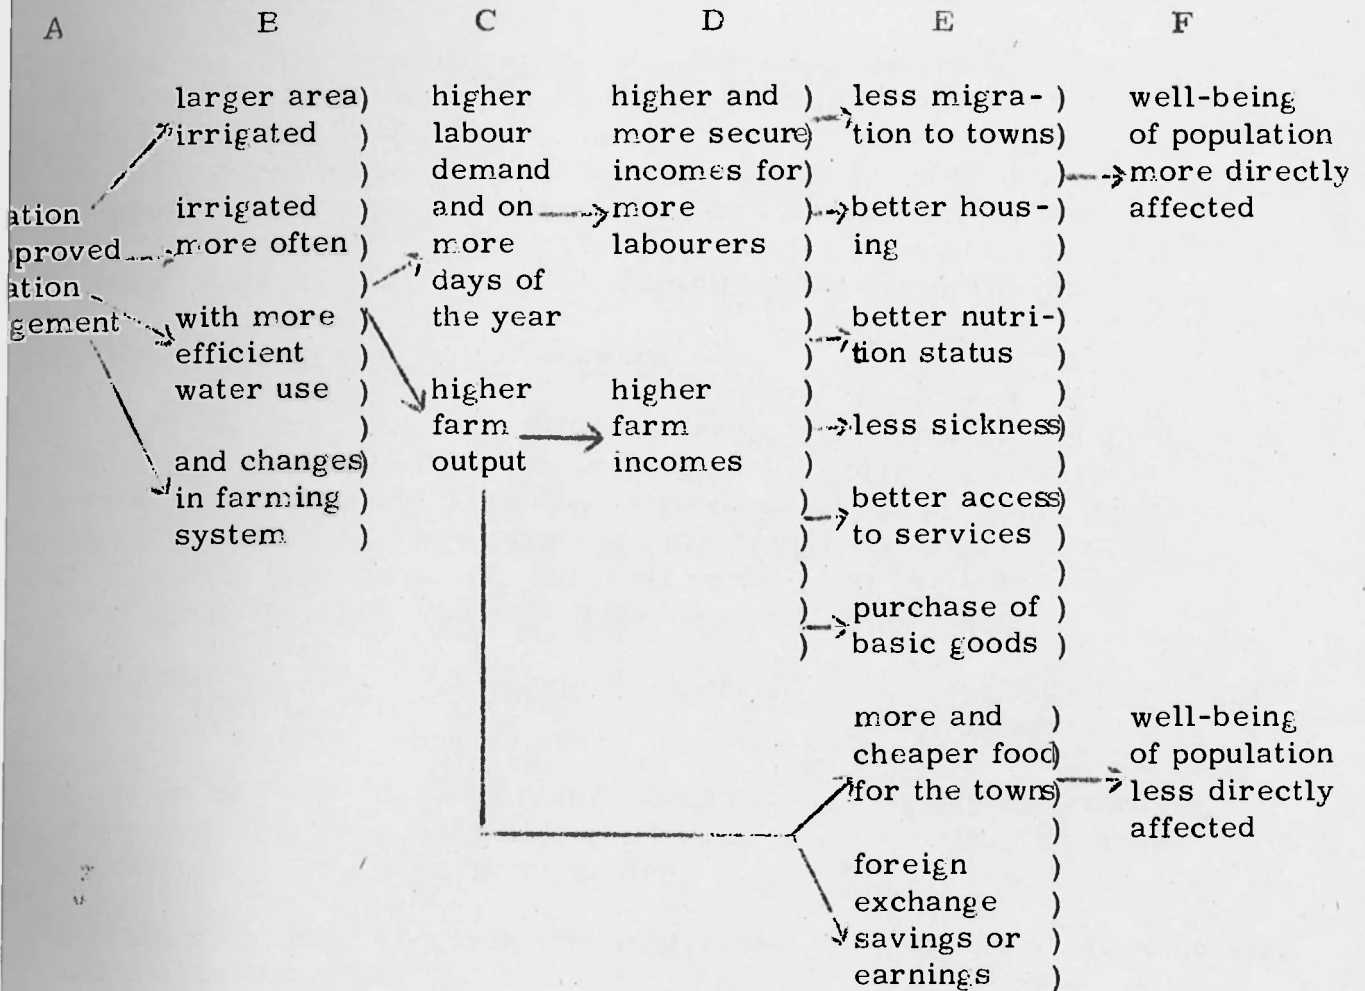 A
B
C
D
E
F
ation
proved
ation
gement
larger area
irrigated
irrigated
more often
with more
efficient
water use
and changes
in farming
system
higher
labour
demand
and on
more
days of
the year
higher
farm
output
higher and
more secure
incomes for
more
labourers
higher
farm
incomes
less migra-
tion to towns
better hous-
ing
better nutri-
tion status
less sickness
better access
to services
purchase of
basic goods
more and
cheaper food
for the towns
foreign
exchange
savings or
earnings
well-being
of population
more directly
affected
well-being
of population
less directly
affected